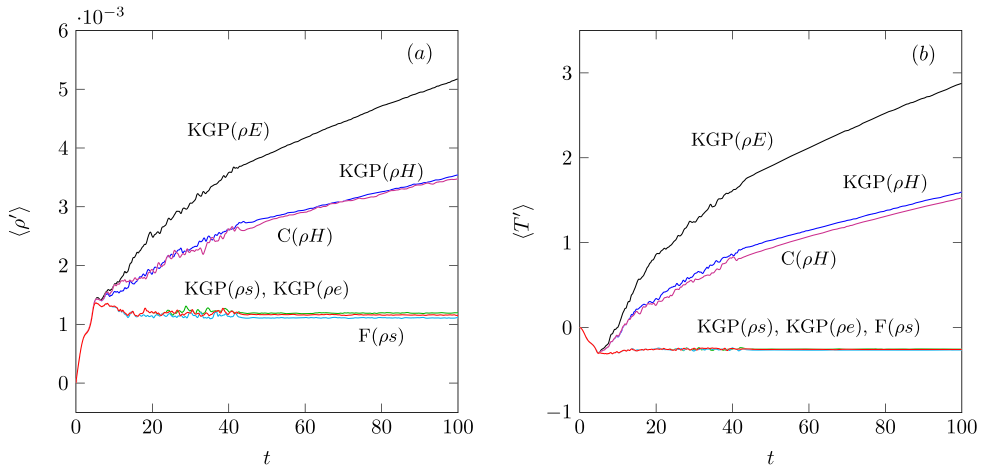 ·10⁻³
(a)
6
5
4
3
2
1
0
⟨ρ′⟩
KGP(ρE)
KGP(ρH)
C(ρH)
KGP(ρs), KGP(ρe)
F(ρs)
0 20 40 60 80 100
t
(b)
3
2
1
0
−1
⟨T′⟩
KGP(ρE)
KGP(ρH)
C(ρH)
KGP(ρs), KGP(ρe), F(ρs)
0 20 40 60 80 100
t